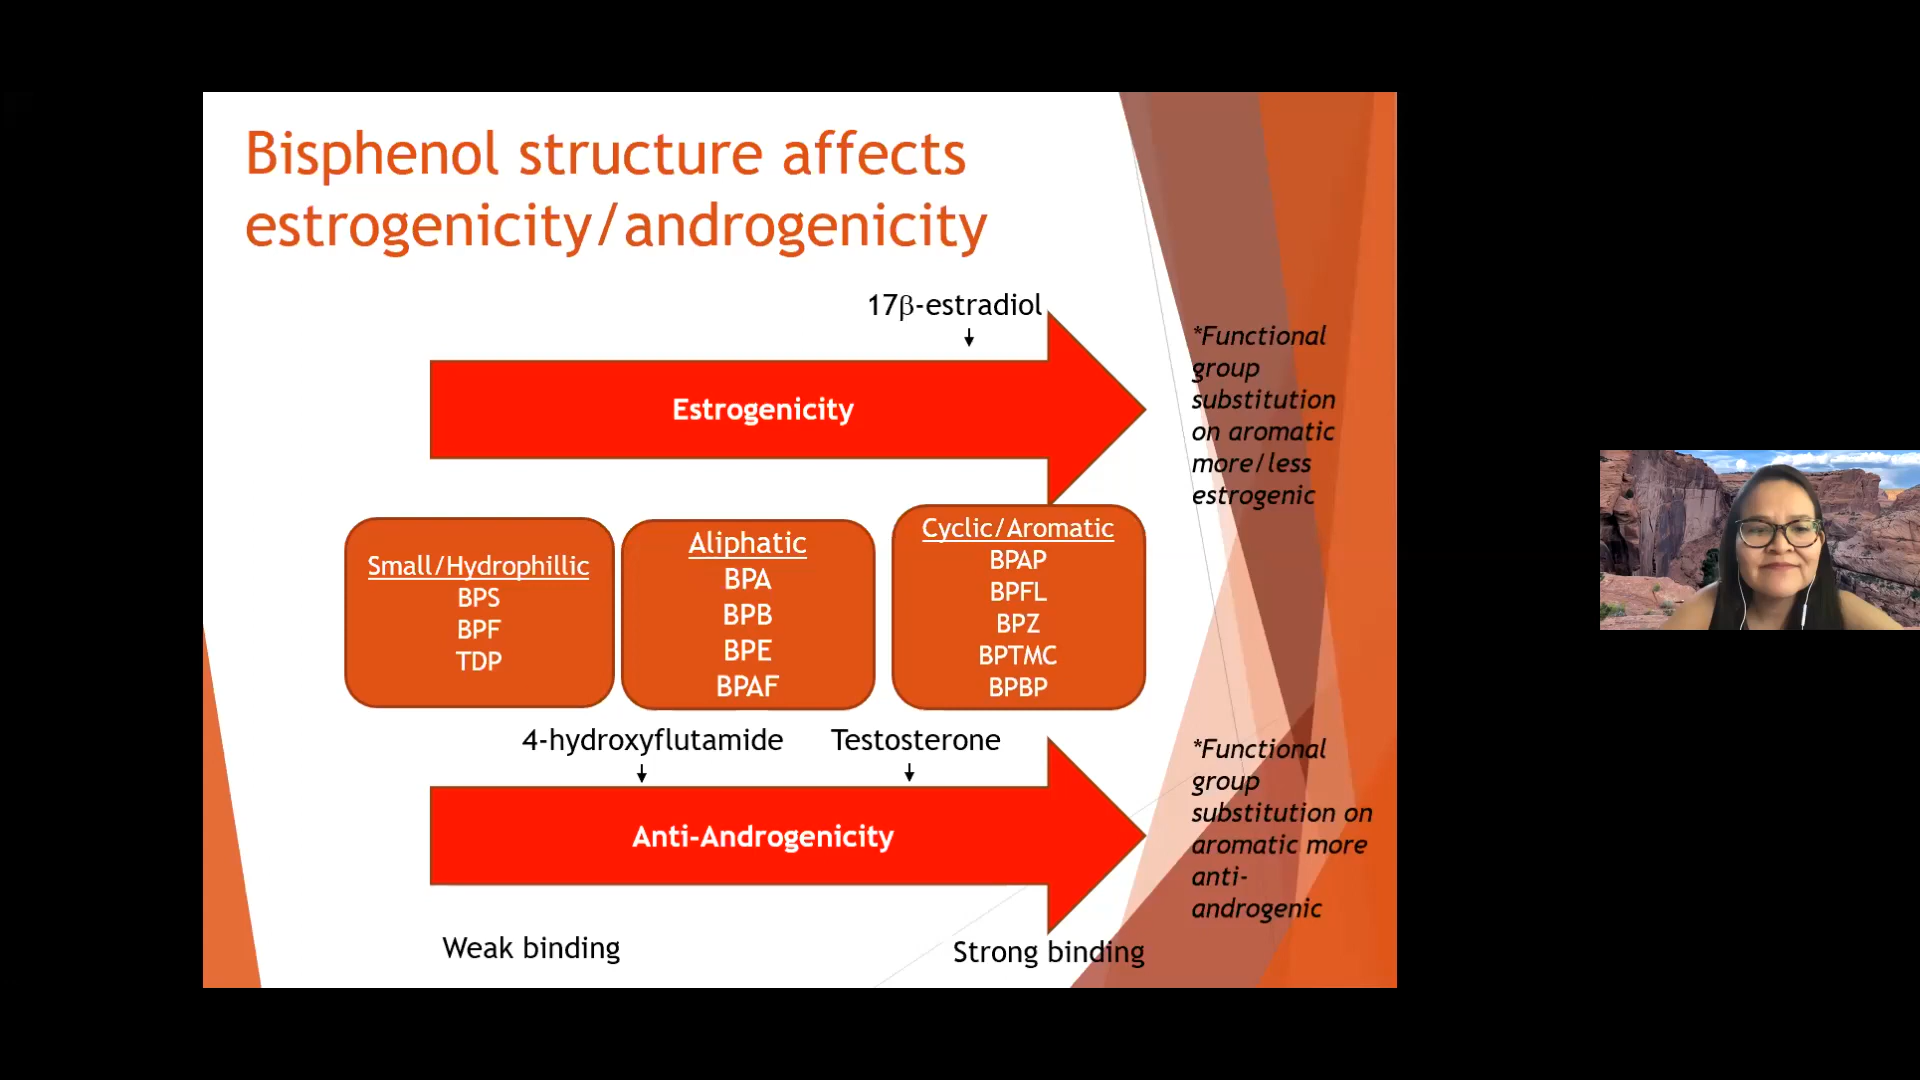 Bisphenol structure affects
estrogenicity/androgenicity
17β-estradiol
Estrogenicity
*Functional
group
substitution
on aromatic
more/less
estrogenic
Small/Hydrophillic
BPS
BPF
TDP
Aliphatic
BPA
BPB
BPE
BPAF
Cyclic/Aromatic
BPAP
BPFL
BPZ
BPTMC
BPBP
4-hydroxyflutamide
Testosterone
Anti-Androgenicity
*Functional
group
substitution on
aromatic more
anti-
androgenic
Weak binding
Strong binding